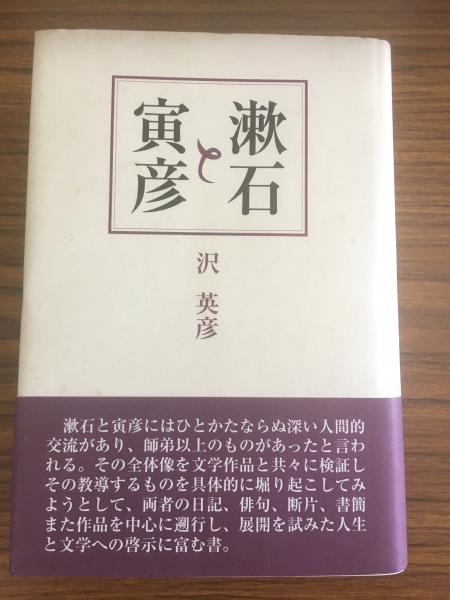 漱石
と
寅彦
沢 英彦
漱石と寅彦にはひとかたならぬ深い人間的
交流があり、師弟以上のものがあったと言わ
れる。その全体像を文学作品と共々に検証し
その教導するものを具体的に堀り起こしてみ
ようとして、両者の日記、俳句、断片、書簡
また作品を中心に遡行し、展開を試みた人生
と文学への啓示に富む書。